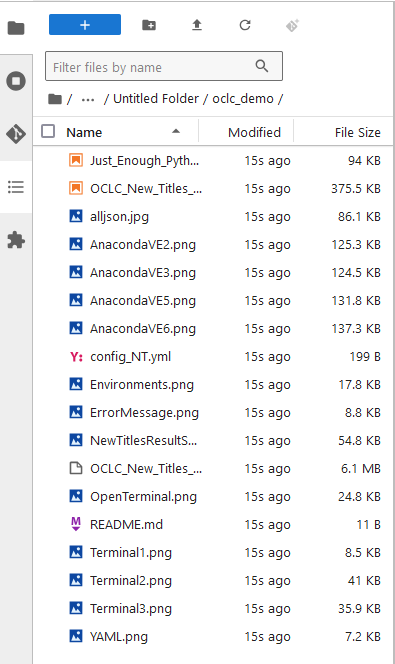 +
Filter files by name
/ ... / Untitled Folder / oclc_demo /
Name Modified File Size
Just_Enough_Pyth... 15s ago 94 KB
OCLC_New_Titles_... 15s ago 375.5 KB
alljson.jpg 15s ago 86.1 KB
AnacondaVE2.png 15s ago 125.3 KB
AnacondaVE3.png 15s ago 124.5 KB
AnacondaVE5.png 15s ago 131.8 KB
AnacondaVE6.png 15s ago 137.3 KB
Y: config_NT.yml 15s ago 199 B
Environments.png 15s ago 17.8 KB
ErrorMessage.png 15s ago 8.8 KB
NewTitlesResultS... 15s ago 54.8 KB
OCLC_New_Titles_... 15s ago 6.1 MB
OpenTerminal.png 15s ago 24.8 KB
M README.md 15s ago 11 B
Terminal1.png 15s ago 8.5 KB
Terminal2.png 15s ago 41 KB
Terminal3.png 15s ago 35.9 KB
YAML.png 15s ago 7.2 KB